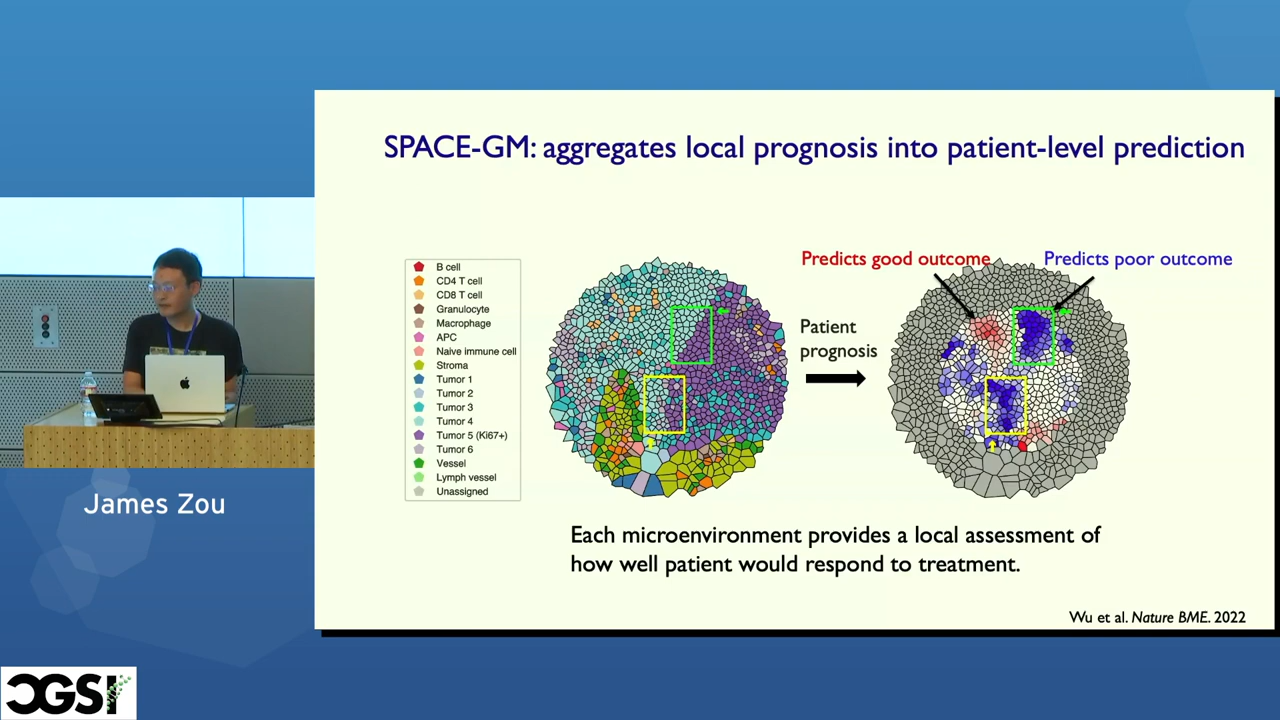 SPACE-GM: aggregates local prognosis into patient-level prediction
B cell
CD4 T cell
CD8 T cell
Granulocyte
Macrophage
APC
Naive immune cell
Stroma
Tumor 1
Tumor 2
Tumor 3
Tumor 4
Tumor 5 (Ki67+)
Tumor 6
Vessel
Lymph vessel
Unassigned
Patient
prognosis
Predicts good outcome
Predicts poor outcome
Each microenvironment provides a local assessment of
how well patient would respond to treatment.
Wu et al. Nature BME. 2022
James Zou
CGSI